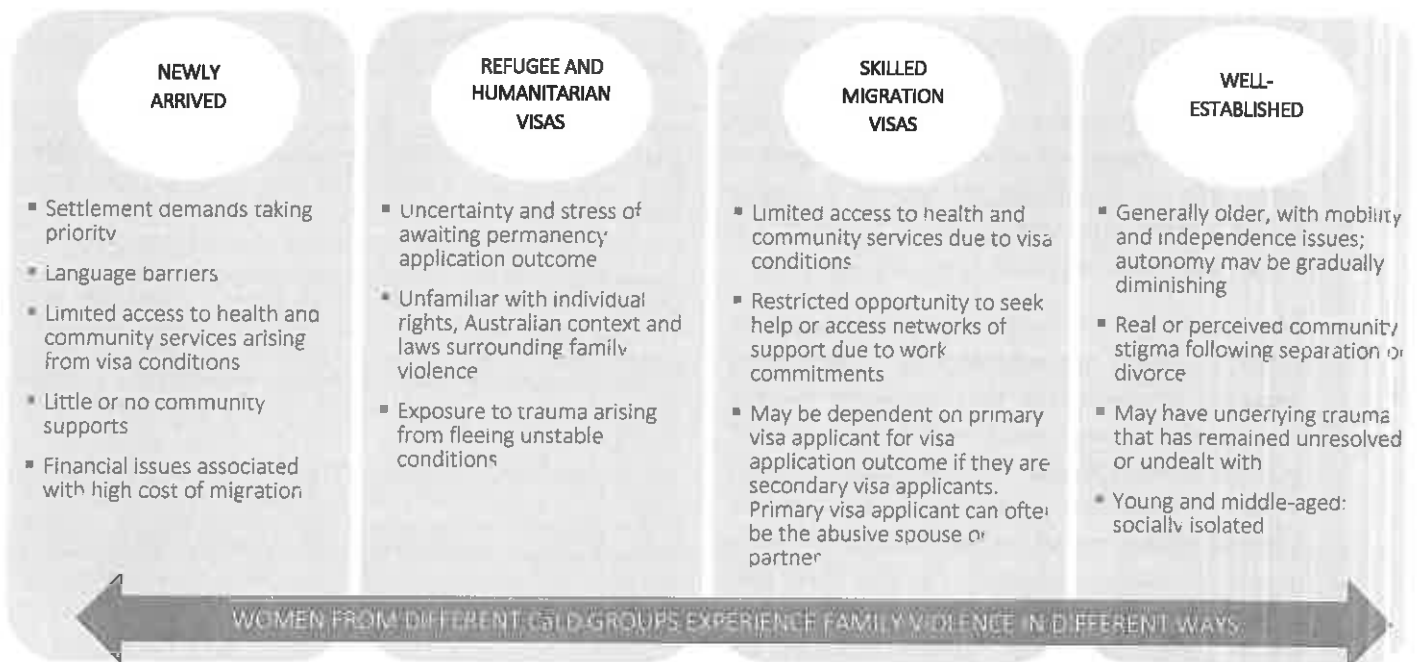 NEWLY
ARRIVED
▪ Settlement demands taking
priority
▪ Language barriers
▪ Limited access to health and
community services arising
from visa conditions
▪ Little or no community
supports
▪ Financial issues associated
with high cost of migration
REFUGEE AND
HUMANITARIAN
VISAS
▪ Uncertainty and stress of
awaiting permanency
application outcome
▪ Unfamiliar with individual
rights, Australian context and
laws surrounding family
violence
▪ Exposure to trauma arising
from fleeing unstable
conditions
SKILLED
MIGRATION
VISAS
▪ Limited access to health and
community services due to visa
conditions
▪ Restricted opportunity to seek
help or access networks of
support due to work
commitments
▪ May be dependent on primary
visa applicant for visa
application outcome if they are
secondary visa applicants.
Primary visa applicant can often
be the abusive spouse or
partner
WELL-
ESTABLISHED
▪ Generally older, with mobility
and independence issues;
autonomy may be gradually
diminishing
▪ Real or perceived community
stigma following separation or
divorce
▪ May have underlying trauma
that has remained unresolved
or undealt with
▪ Young and middle-aged:
socially isolated
WOMEN FROM DIFFERENT CALD GROUPS EXPERIENCE FAMILY VIOLENCE IN DIFFERENT WAYS